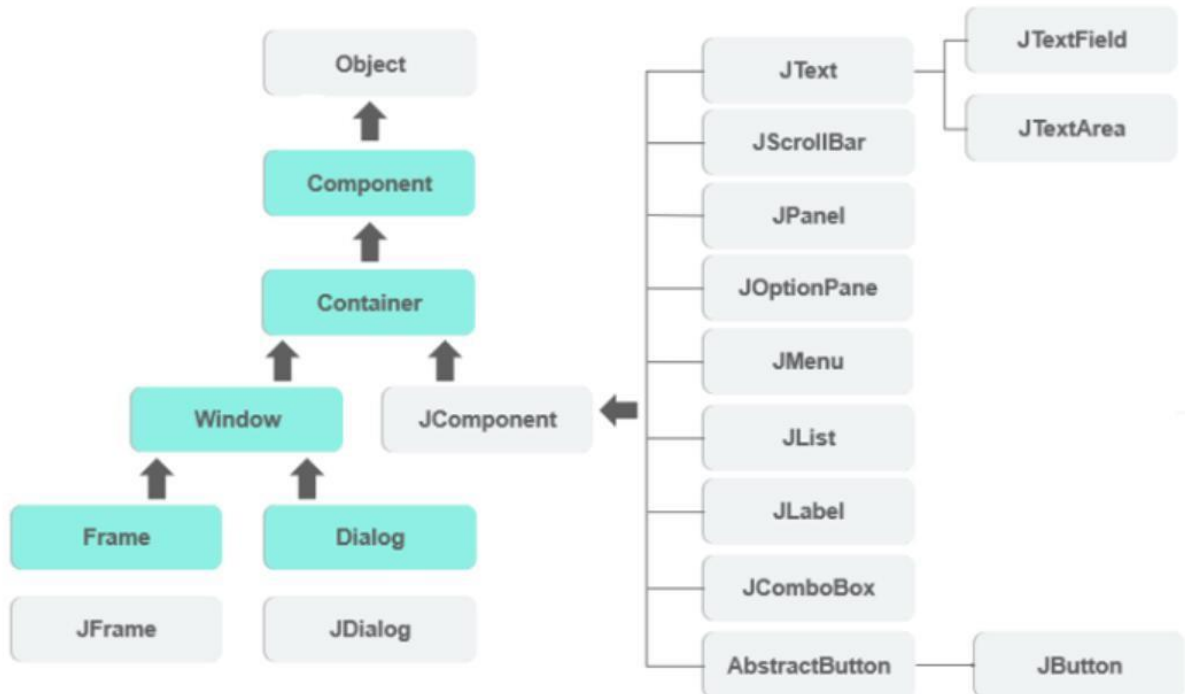 Object
Component
Container
Window
JComponent
Frame
Dialog
JFrame
JDialog
JText
JScrollBar
JPanel
JOptionPane
JMenu
JList
JLabel
JComboBox
AbstractButton
JTextField
JTextArea
JButton